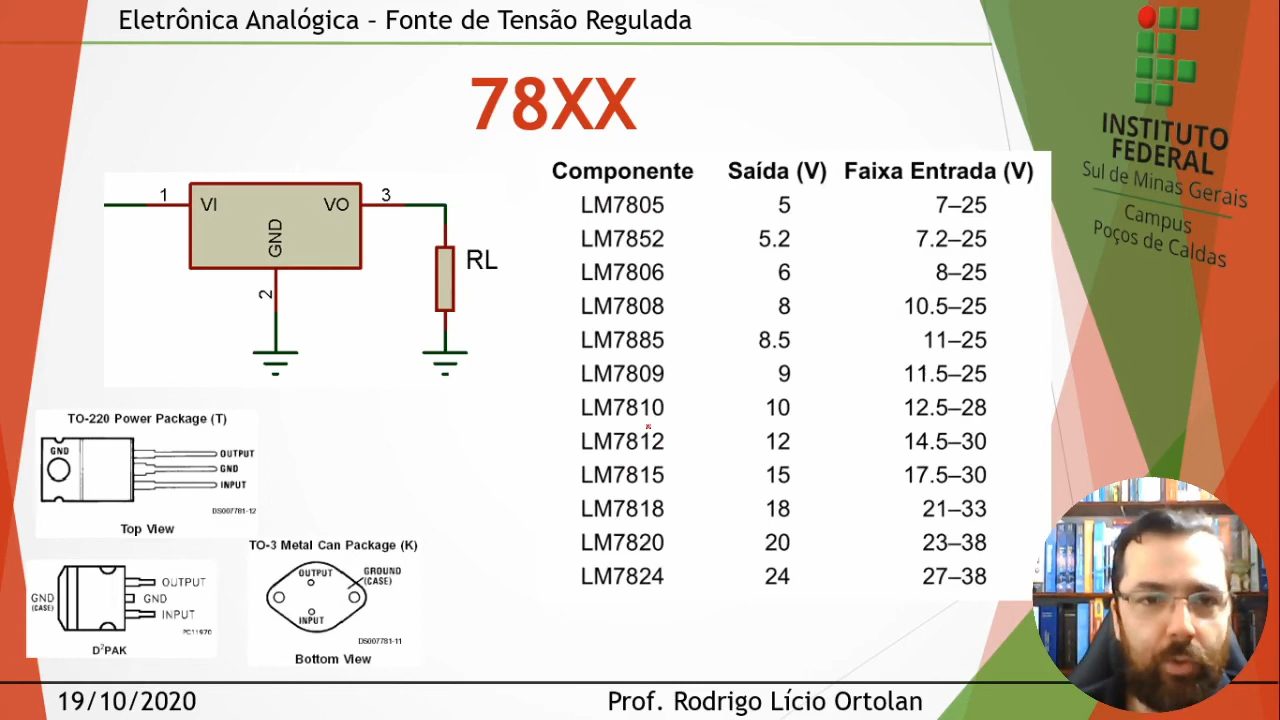 Eletrônica Analógica – Fonte de Tensão Regulada
INSTITUTO
FEDERAL
Sul de Minas Gerais
Campus
Poços de Caldas
78XX
1
VI
VO
3
GND
2
RL
Componente Saída (V) Faixa Entrada (V)
LM7805 5 7–25
LM7852 5.2 7.2–25
LM7806 6 8–25
LM7808 8 10.5–25
LM7885 8.5 11–25
LM7809 9 11.5–25
LM7810 10 12.5–28
LM7812 12 14.5–30
LM7815 15 17.5–30
LM7818 18 21–33
LM7820 20 23–38
LM7824 24 27–38
TO-220 Power Package (T)
GND
OUTPUT
GND
INPUT
DS007781-12
Top View
GND
(CASE)
OUTPUT
GND
INPUT
PC11970
D²PAK
TO-3 Metal Can Package (K)
OUTPUT
GROUND
(CASE)
INPUT
DS007781-11
Bottom View
19/10/2020
Prof. Rodrigo Lício Ortolan